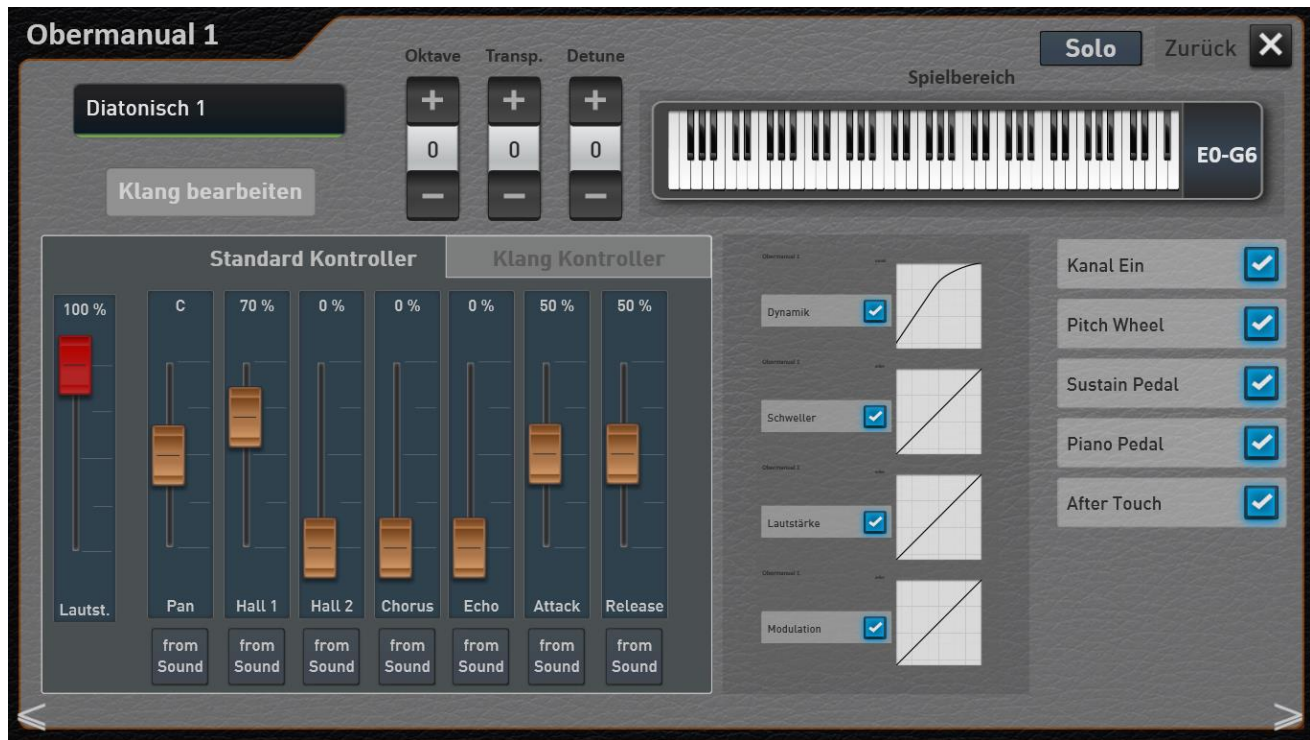 Obermanual 1
Solo
Zurück
Oktave Transp. Detune
Spielbereich
Diatonisch 1
+ + +
0 0 0
− − −
E0-G6
Klang bearbeiten
Standard Kontroller
Klang Kontroller
100 % C 70 % 0 % 0 % 0 % 50 % 50 %
Lautst. Pan Hall 1 Hall 2 Chorus Echo Attack Release
from Sound
from Sound
from Sound
from Sound
from Sound
from Sound
from Sound
Obermanual 1
Dynamik
Schweller
Lautstärke
Modulation
Kanal Ein
Pitch Wheel
Sustain Pedal
Piano Pedal
After Touch